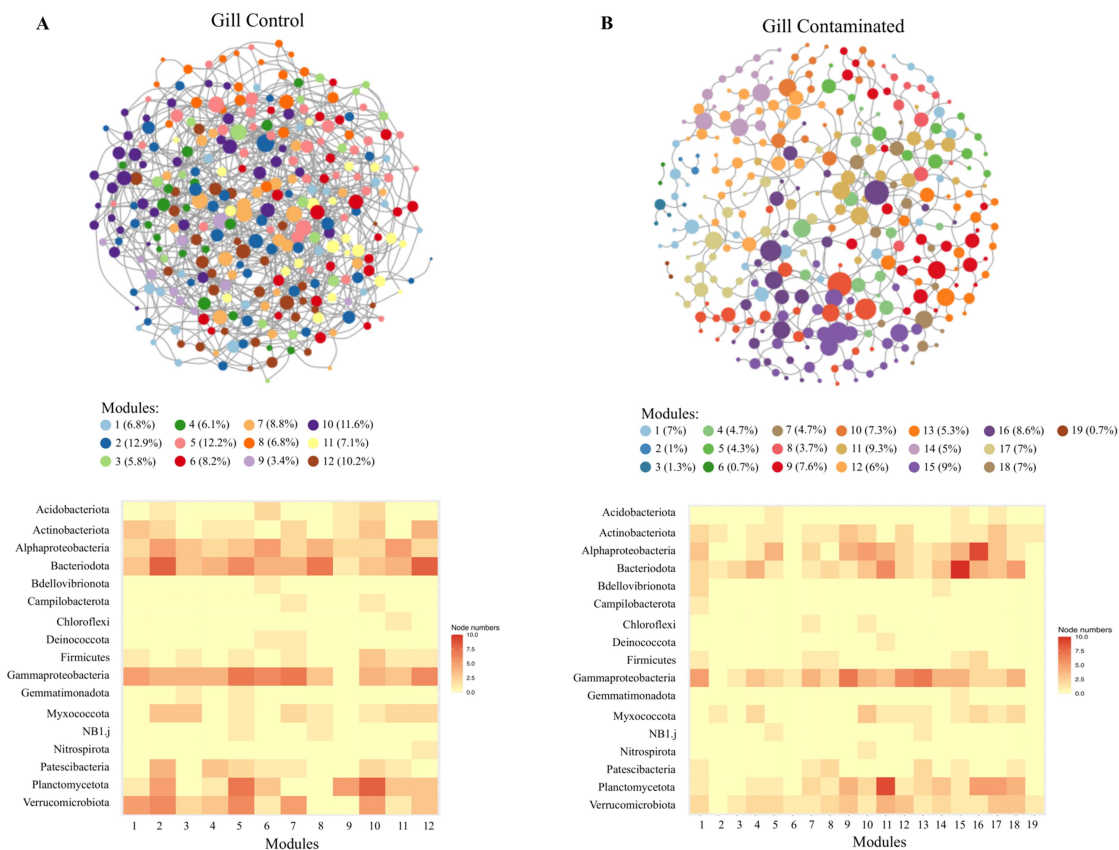 A
Gill Control
Modules:
1 (6.8%) 4 (6.1%) 7 (8.8%) 10 (11.6%)
2 (12.9%) 5 (12.2%) 8 (6.8%) 11 (7.1%)
3 (5.8%) 6 (8.2%) 9 (3.4%) 12 (10.2%)
Acidobacteriota
Actinobacteriota
Alphaproteobacteria
Bacteriodota
Bdellovibrionota
Campilobacterota
Chloroflexi
Deinococcota
Firmicutes
Gammaproteobacteria
Gemmatimonadota
Myxococcota
NB1.j
Nitrospirota
Patescibacteria
Planctomycetota
Verrucomicrobiota
1 2 3 4 5 6 7 8 9 10 11 12
Modules
Node numbers
10.0
7.5
5.0
2.5
0.0
B
Gill Contaminated
Modules:
1 (7%) 4 (4.7%) 7 (4.7%) 10 (7.3%) 13 (5.3%) 16 (8.6%) 19 (0.7%)
2 (1%) 5 (4.3%) 8 (3.7%) 11 (9.3%) 14 (5%) 17 (7%)
3 (1.3%) 6 (0.7%) 9 (7.6%) 12 (6%) 15 (9%) 18 (7%)
Acidobacteriota
Actinobacteriota
Alphaproteobacteria
Bacteriodota
Bdellovibrionota
Campilobacterota
Chloroflexi
Deinococcota
Firmicutes
Gammaproteobacteria
Gemmatimonadota
Myxococcota
NB1.j
Nitrospirota
Patescibacteria
Planctomycetota
Verrucomicrobiota
1 2 3 4 5 6 7 8 9 10 11 12 13 14 15 16 17 18 19
Modules
Node numbers
10.0
7.5
5.0
2.5
0.0